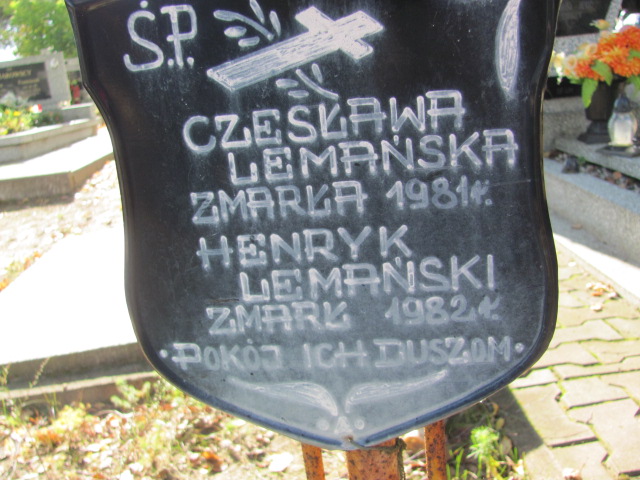 Ś.P.
CZESŁAWA
LEMAŃSKA
ZMARŁA 1981 r.
HENRYK
LEMAŃSKI
ZMARŁ 1982 r.
• POKÓJ ICH DUSZOM •